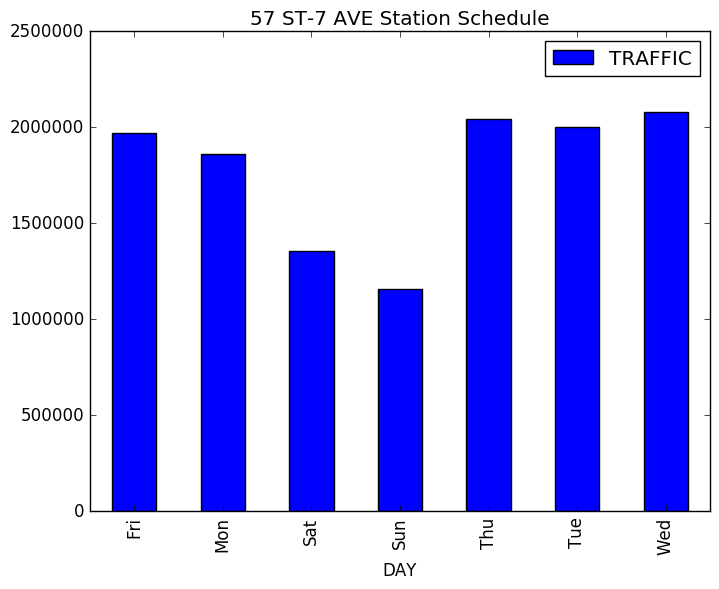 57 ST-7 AVE Station Schedule
TRAFFIC
2500000
2000000
1500000
1000000
500000
0
Fri
Mon
Sat
Sun
Thu
Tue
Wed
DAY